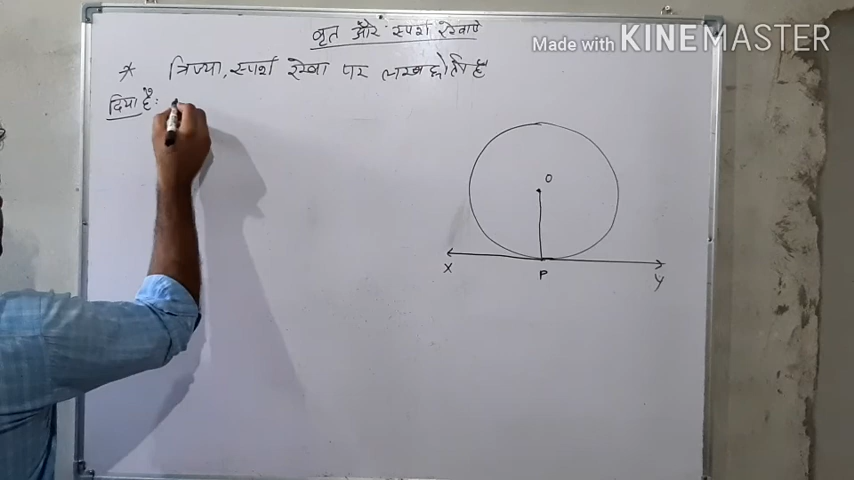 वृत और स्पर्श रेखाएं
Made with KINEMASTER
* त्रिज्या, स्पर्श रेखा पर लम्ब होती है
दिया है:
O
X
P
Y